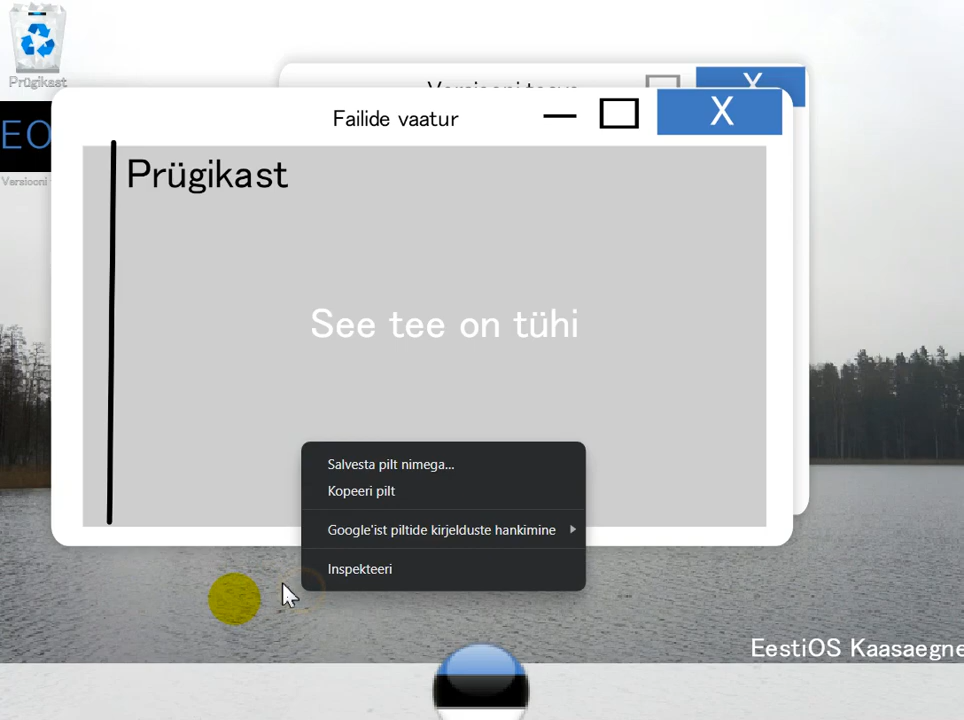 Prügikast
EO
Versiooni
Failide vaatur
X
X
Prügikast
See tee on tühi
Salvesta pilt nimega...
Kopeeri pilt
Google'ist piltide kirjelduste hankimine
Inspekteeri
EestiOS Kaasaegne